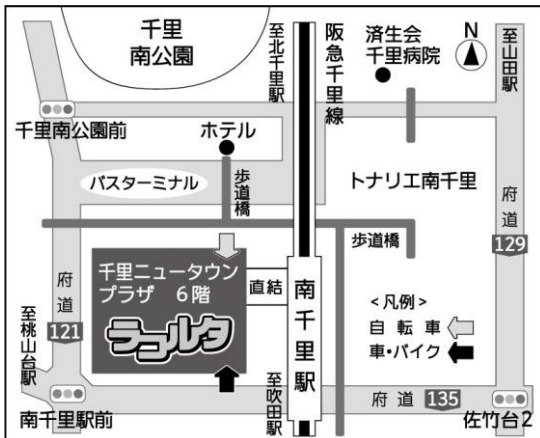 千里
南公園
至北千里駅
阪急千里線
済生会
千里病院
N
至山田駅
千里南公園前
ホテル
バスターミナル
歩道橋
トナリエ南千里
府道
129
歩道橋
千里ニュータウン
プラザ 6階
ラコルタ
直結
南千里駅
<凡例>
自転車
車・バイク
府道
121
至桃山台駅
南千里駅前
至吹田駅
府道 135
佐竹台2